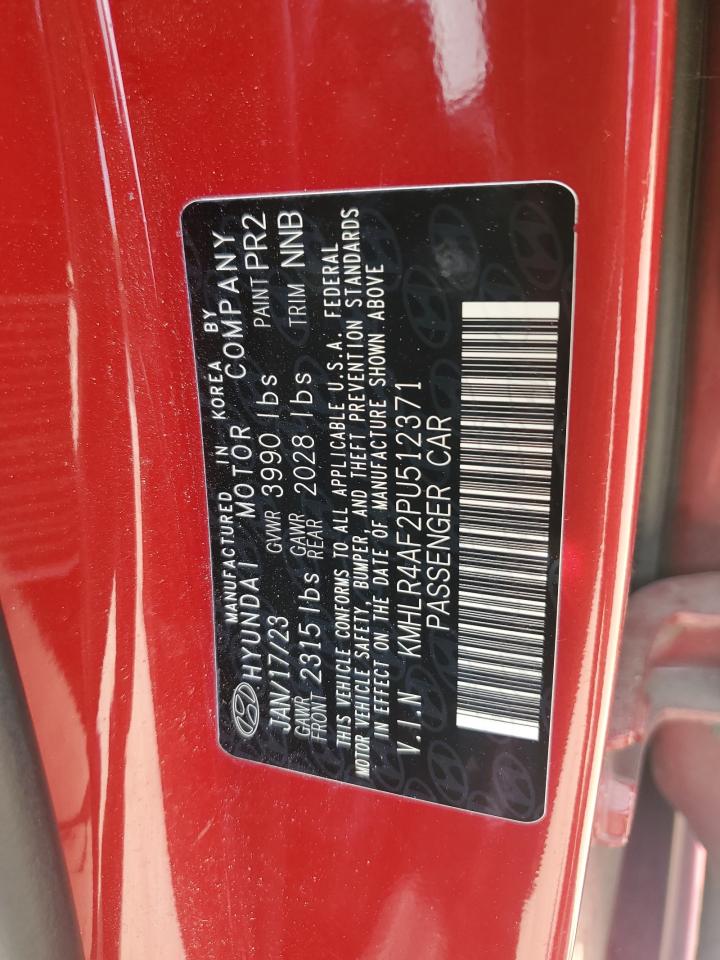 MANUFACTURED IN KOREA BY
HYUNDAI MOTOR COMPANY
JAN/17/23 GVWR 3990 lbs PAINT PR2
GAWR FRONT 2315 lbs GAWR REAR 2028 lbs TRIM NNB
THIS VEHICLE CONFORMS TO ALL APPLICABLE U.S.A. FEDERAL
MOTOR VEHICLE SAFETY, BUMPER, AND THEFT PREVENTION STANDARDS
IN EFFECT ON THE DATE OF MANUFACTURE SHOWN ABOVE
V.I.N KMHLR4AF2PU512371
PASSENGER CAR